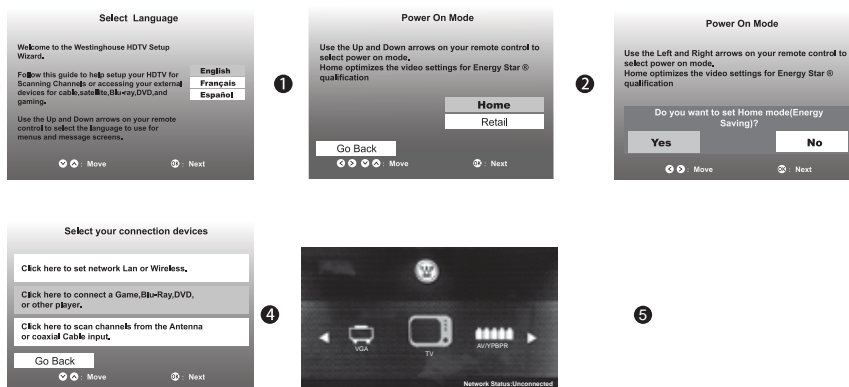 Select Language
Welcome to the Westinghouse HDTV Setup
Wizard.
Follow this guide to help setup your HDTV for
Scanning Channels or accessing your external
devices for cable,satellite,Blu-ray,DVD,and
gaming.
Use the Up and Down arrows on your remote
control to select the language to use for
menus and message screens.
English
Français
Español
: Move
OK : Next
❶
Power On Mode
Use the Up and Down arrows on your remote control to
select power on mode.
Home optimizes the video settings for Energy Star ®
qualification
Home
Retail
Go Back
: Move
OK : Next
❷
Power On Mode
Use the Left and Right arrows on your remote control to
select power on mode.
Home optimizes the video settings for Energy Star ®
qualification
Do you want to set Home mode(Energy
Saving)?
Yes
No
: Move
OK : Next
Select your connection devices
Click here to set network Lan or Wireless.
Click here to connect a Game,Blu-Ray,DVD,
or other player.
Click here to scan channels from the Antenna
or coaxial Cable input.
Go Back
: Move
OK : Next
❹
W
VGA
TV
AV/YPBPR
Network Status:Unconnected
❺